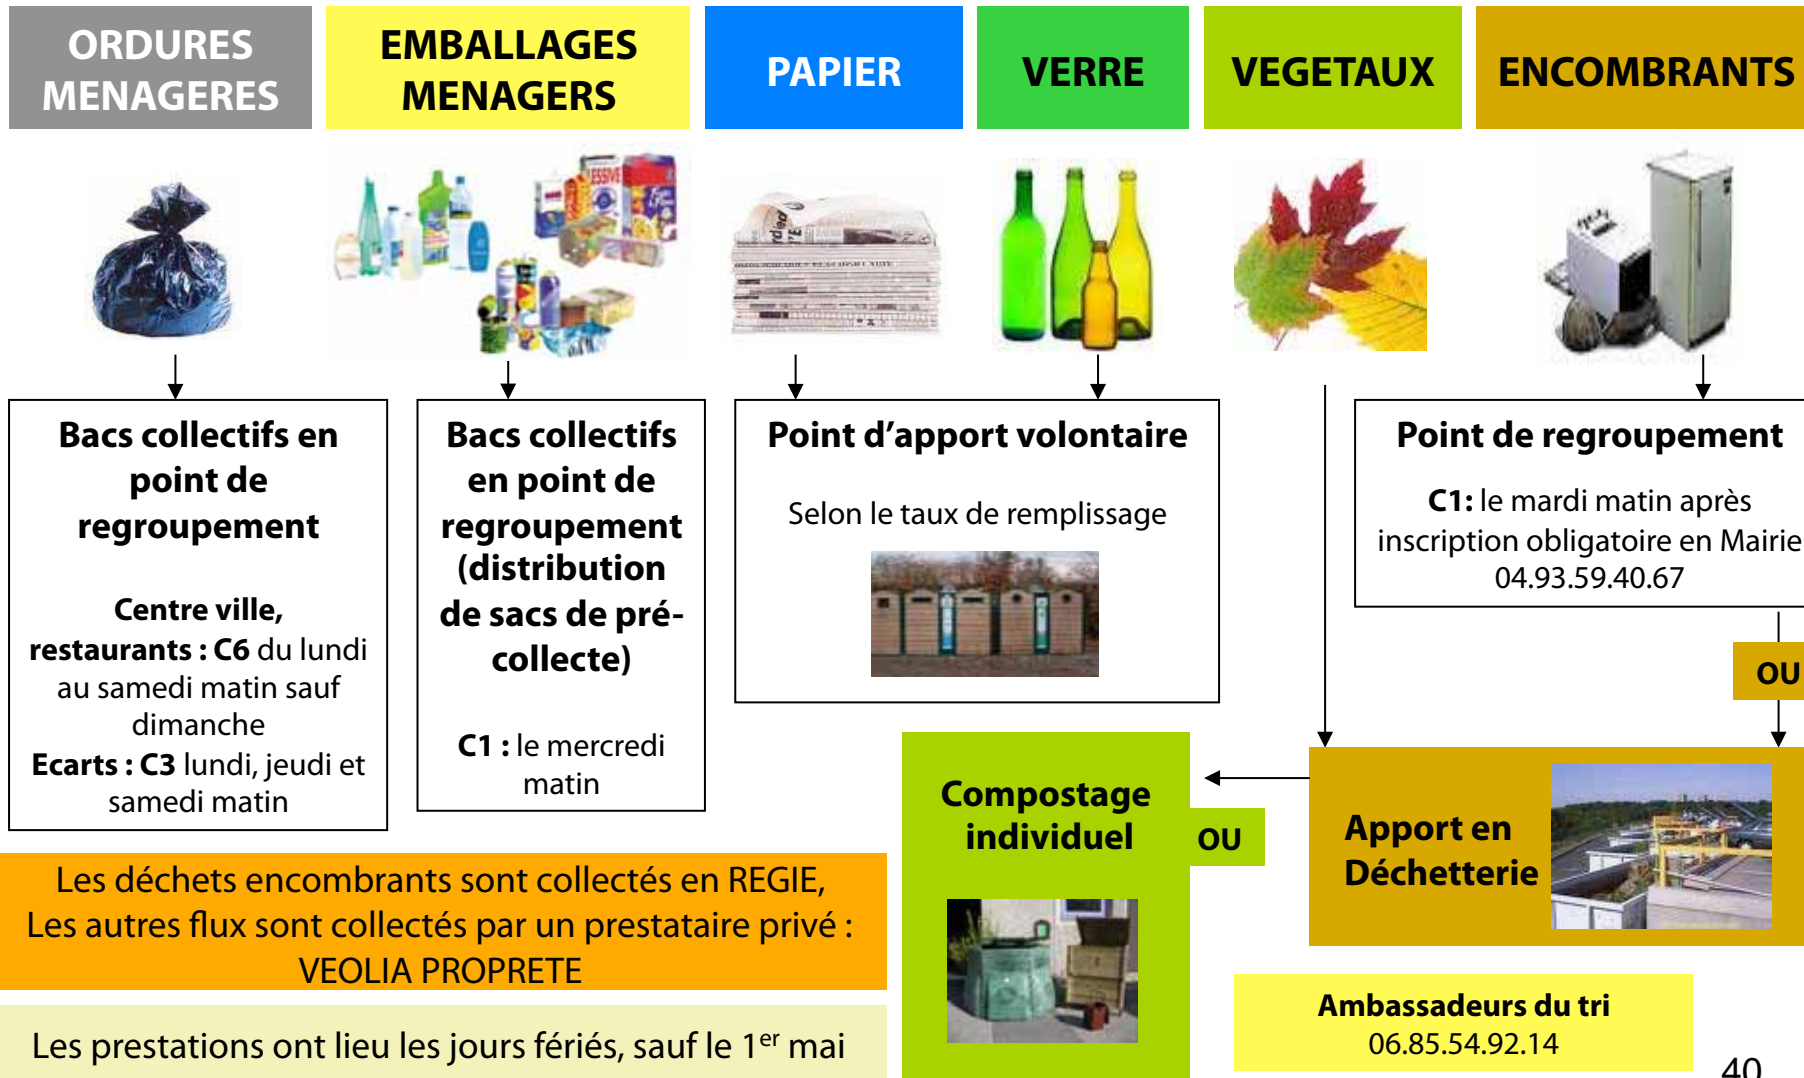 ORDURES
MENAGERES
EMBALLAGES
MENAGERS
PAPIER
VERRE
VEGETAUX
ENCOMBRANTS
Bacs collectifs en
point de
regroupement
Centre ville,
restaurants : C6 du lundi
au samedi matin sauf
dimanche
Ecarts : C3 lundi, jeudi et
samedi matin
Bacs collectifs
en point de
regroupement
(distribution
de sacs de pré-
collecte)
C1 : le mercredi
matin
Point d'apport volontaire
Selon le taux de remplissage
Point de regroupement
C1: le mardi matin après
inscription obligatoire en Mairie
04.93.59.40.67
OU
Compostage
individuel
OU
Apport en
Déchetterie
Les déchets encombrants sont collectés en REGIE,
Les autres flux sont collectés par un prestataire privé :
VEOLIA PROPRETE
Les prestations ont lieu les jours fériés, sauf le 1er mai
Ambassadeurs du tri
06.85.54.92.14
40